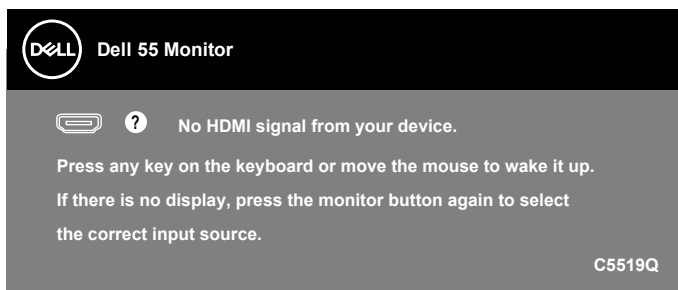 DELL Dell 55 Monitor
? No HDMI signal from your device.
Press any key on the keyboard or move the mouse to wake it up.
If there is no display, press the monitor button again to select
the correct input source.
C5519Q